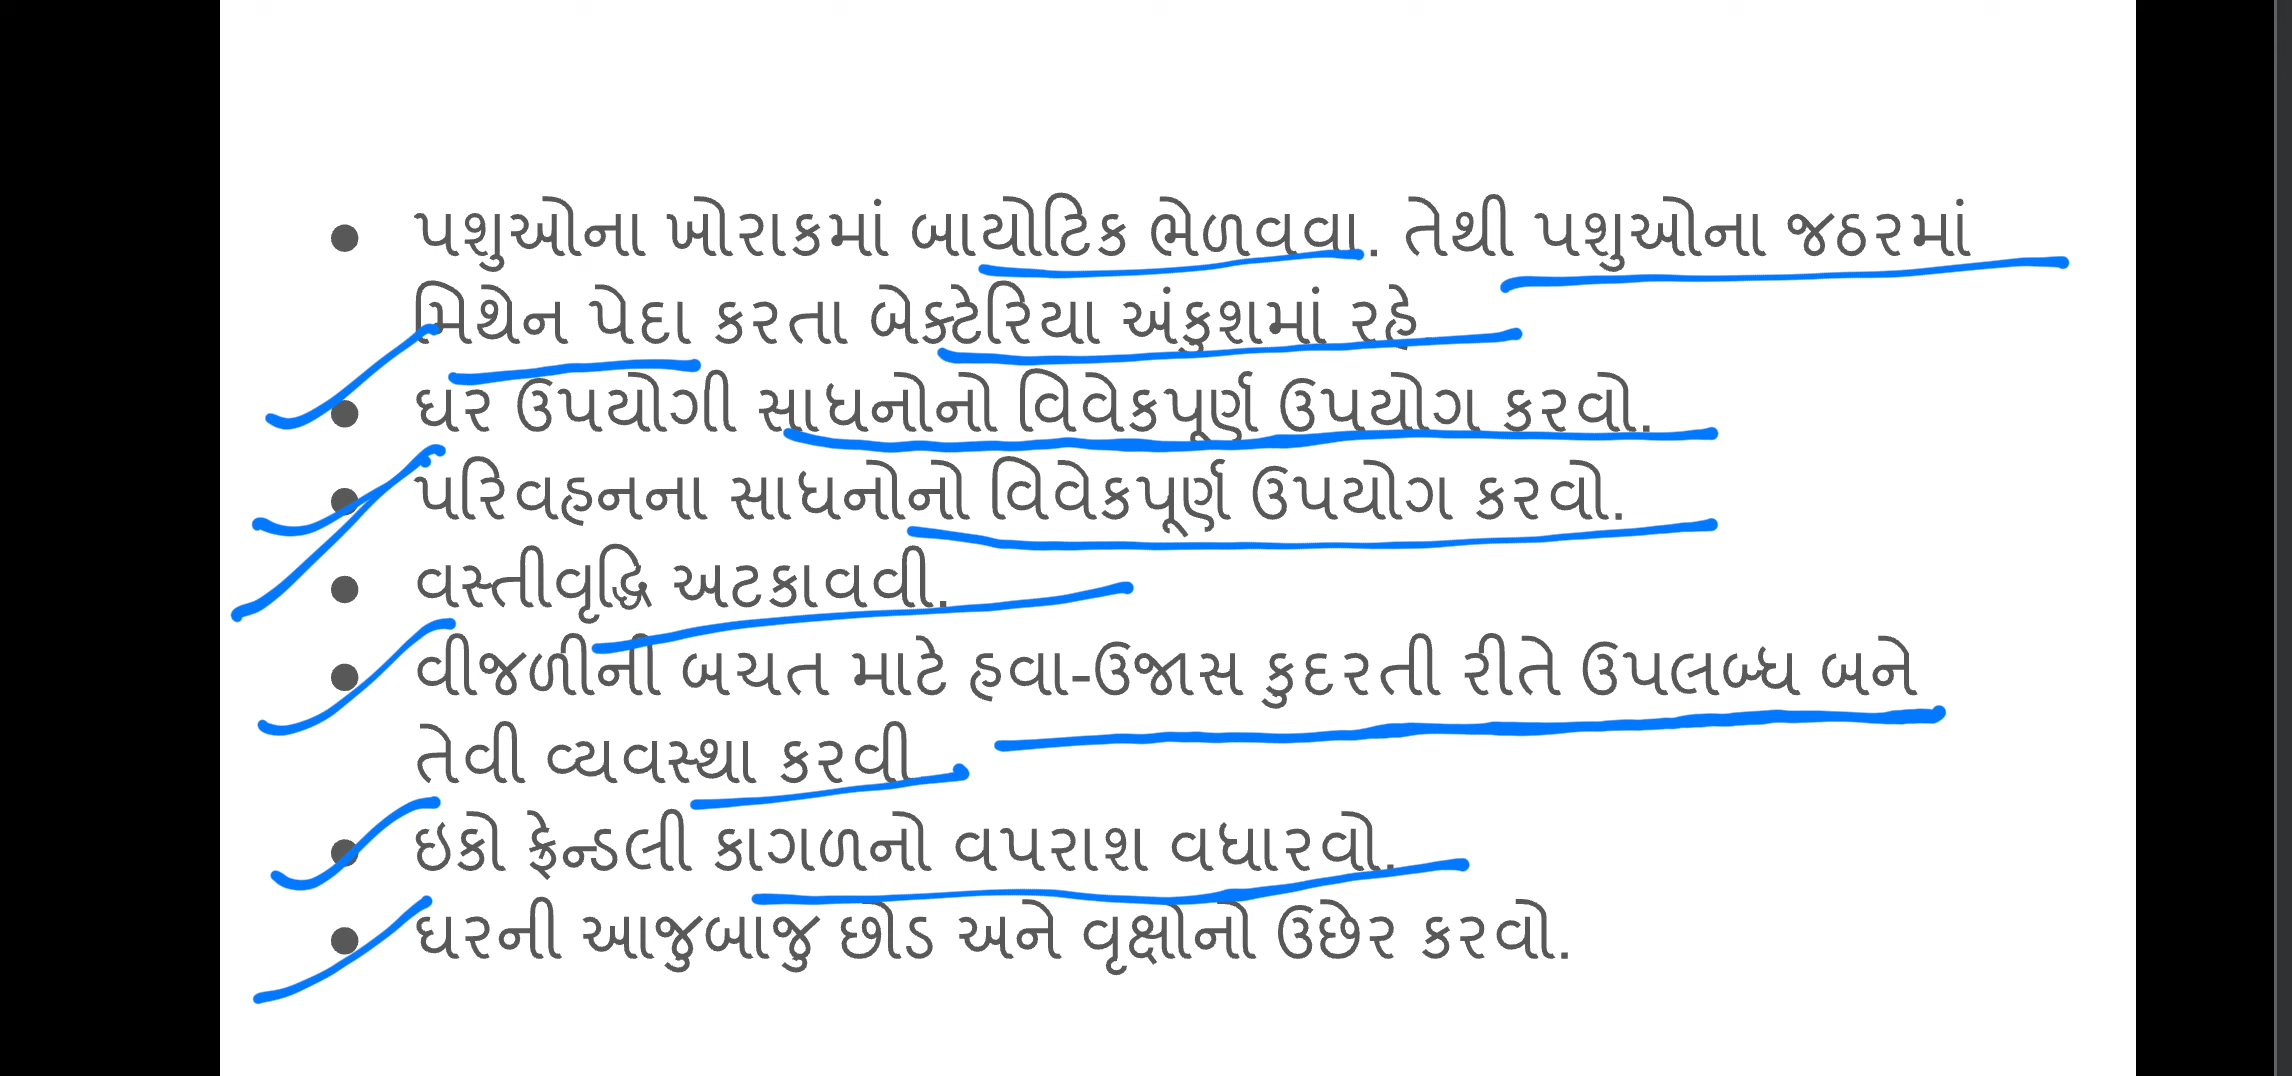 ● પશુઓના ખોરાકમાં બાયોટિક ભેળવવા. તેથી પશુઓના જઠરમાં
મિથેન પેદા કરતા બેક્ટેરિયા અંકુશમાં રહે
● ઘર ઉપયોગી સાધનોનો વિવેકપૂર્ણ ઉપયોગ કરવો.
● પરિવહનના સાધનોનો વિવેકપૂર્ણ ઉપયોગ કરવો.
● વસ્તીવૃદ્ધિ અટકાવવી.
● વીજળીની બચત માટે હવા-ઉજાસ કુદરતી રીતે ઉપલબ્ધ બને
તેવી વ્યવસ્થા કરવી
● ઇકો ફ્રેન્ડલી કાગળનો વપરાશ વધારવો.
● ઘરની આજુબાજુ છોડ અને વૃક્ષોનો ઉછેર કરવો.